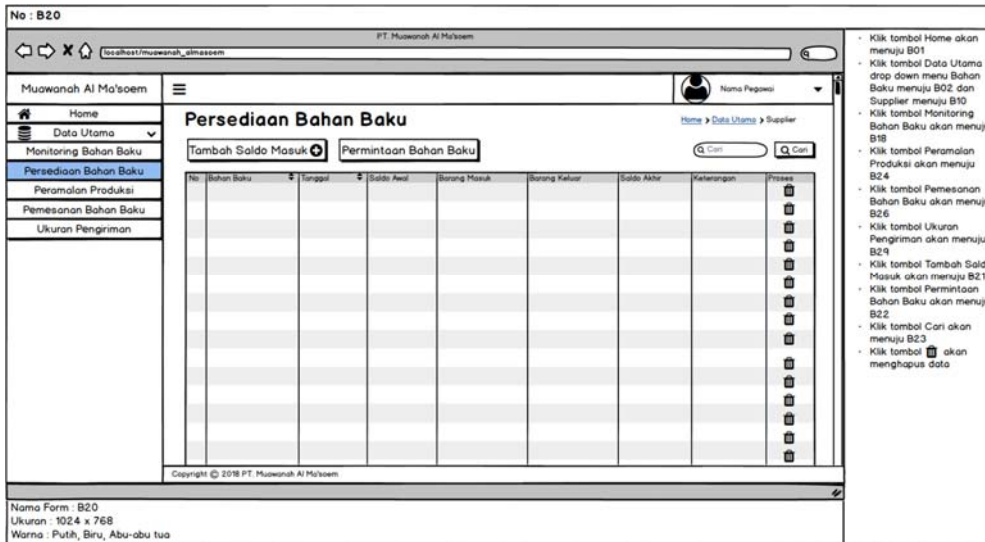 No : B20
PT. Muawanah Al Ma'soem
localhost/muawanah_almasoem
Muawanah Al Ma'soem
Nama Pegawai
Home
Data Utama
Monitoring Bahan Baku
Persediaan Bahan Baku
Peramalan Produksi
Pemesanan Bahan Baku
Ukuran Pengiriman
Persediaan Bahan Baku
Home > Data Utama > Supplier
Tambah Saldo Masuk
Permintaan Bahan Baku
Cari
Cari
No Bahan Baku Tanggal Saldo Awal Barang Masuk Barang Keluar Saldo Akhir Keterangan Proses
Copyright © 2018 PT. Muawanah Al Ma'soem
Nama Form : B20
Ukuran : 1024 x 768
Warna : Putih, Biru, Abu-abu tua
· Klik tombol Home akan
menuju B01
· Klik tombol Data Utama
drop down menu Bahan
Baku menuju B02 dan
Supplier menuju B10
· Klik tombol Monitoring
Bahan Baku akan menuju
B18
· Klik tombol Peramalan
Produksi akan menuju
B24
· Klik tombol Pemesanan
Bahan Baku akan menuju
B26
· Klik tombol Ukuran
Pengiriman akan menuju
B29
· Klik tombol Tambah Saldo
Masuk akan menuju B21
· Klik tombol Permintaan
Bahan Baku akan menuju
B22
· Klik tombol Cari akan
menuju B23
· Klik tombol akan
menghapus data